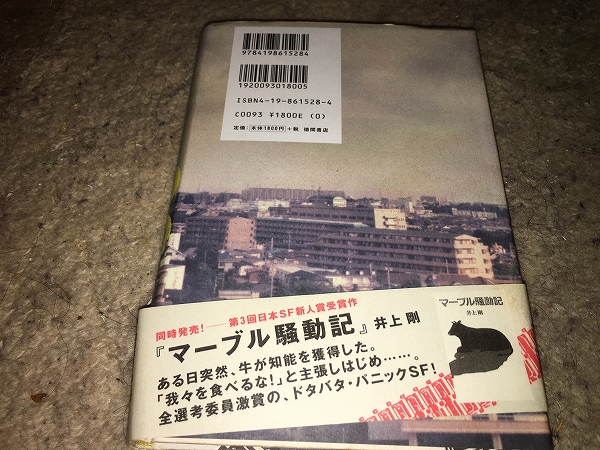 9784198615284
1920093018005
ISBN4-19-861528-4
C0093 ¥1800E (0)
定価:本体1800円+税 徳間書店
同時発売!——第3回日本SF新人賞受賞作
『マーブル騒動記』井上 剛
ある日突然、牛が知能を獲得した。
「我々を食べるな!」と主張しはじめ……。
全選考委員激賞の、ドタバタ・パニックSF!
マーブル騒動記
井上 剛